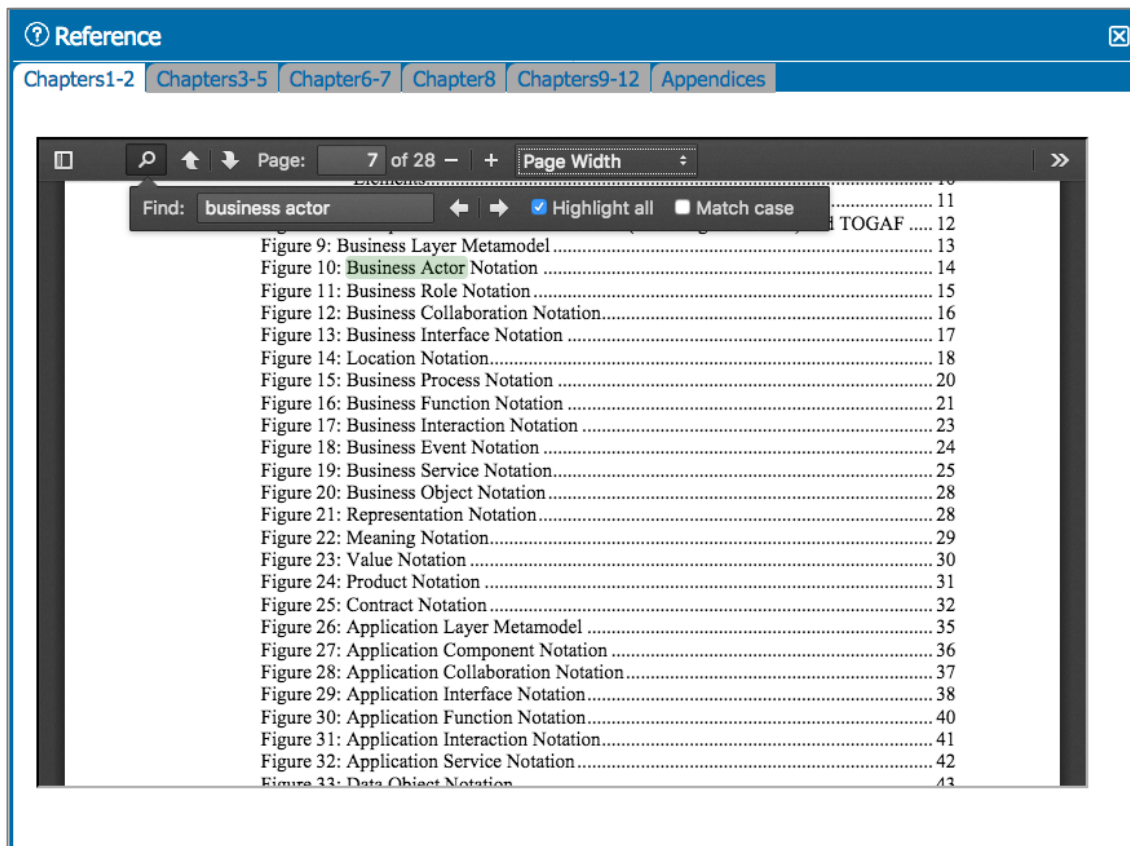 Reference
Chapters1-2 Chapters3-5 Chapter6-7 Chapter8 Chapters9-12 Appendices
Page: 7 of 28 − + Page Width
Elements.......... 10
Find: business actor Highlight all Match case
.......... 11
TOGAF ..... 12
Figure 9: Business Layer Metamodel .......... 13
Figure 10: Business Actor Notation .......... 14
Figure 11: Business Role Notation .......... 15
Figure 12: Business Collaboration Notation .......... 16
Figure 13: Business Interface Notation .......... 17
Figure 14: Location Notation .......... 18
Figure 15: Business Process Notation .......... 20
Figure 16: Business Function Notation .......... 21
Figure 17: Business Interaction Notation .......... 23
Figure 18: Business Event Notation .......... 24
Figure 19: Business Service Notation .......... 25
Figure 20: Business Object Notation .......... 28
Figure 21: Representation Notation .......... 28
Figure 22: Meaning Notation .......... 29
Figure 23: Value Notation .......... 30
Figure 24: Product Notation .......... 31
Figure 25: Contract Notation .......... 32
Figure 26: Application Layer Metamodel .......... 35
Figure 27: Application Component Notation .......... 36
Figure 28: Application Collaboration Notation .......... 37
Figure 29: Application Interface Notation .......... 38
Figure 30: Application Function Notation .......... 40
Figure 31: Application Interaction Notation .......... 41
Figure 32: Application Service Notation .......... 42
Figure 33: Data Object Notation .......... 43